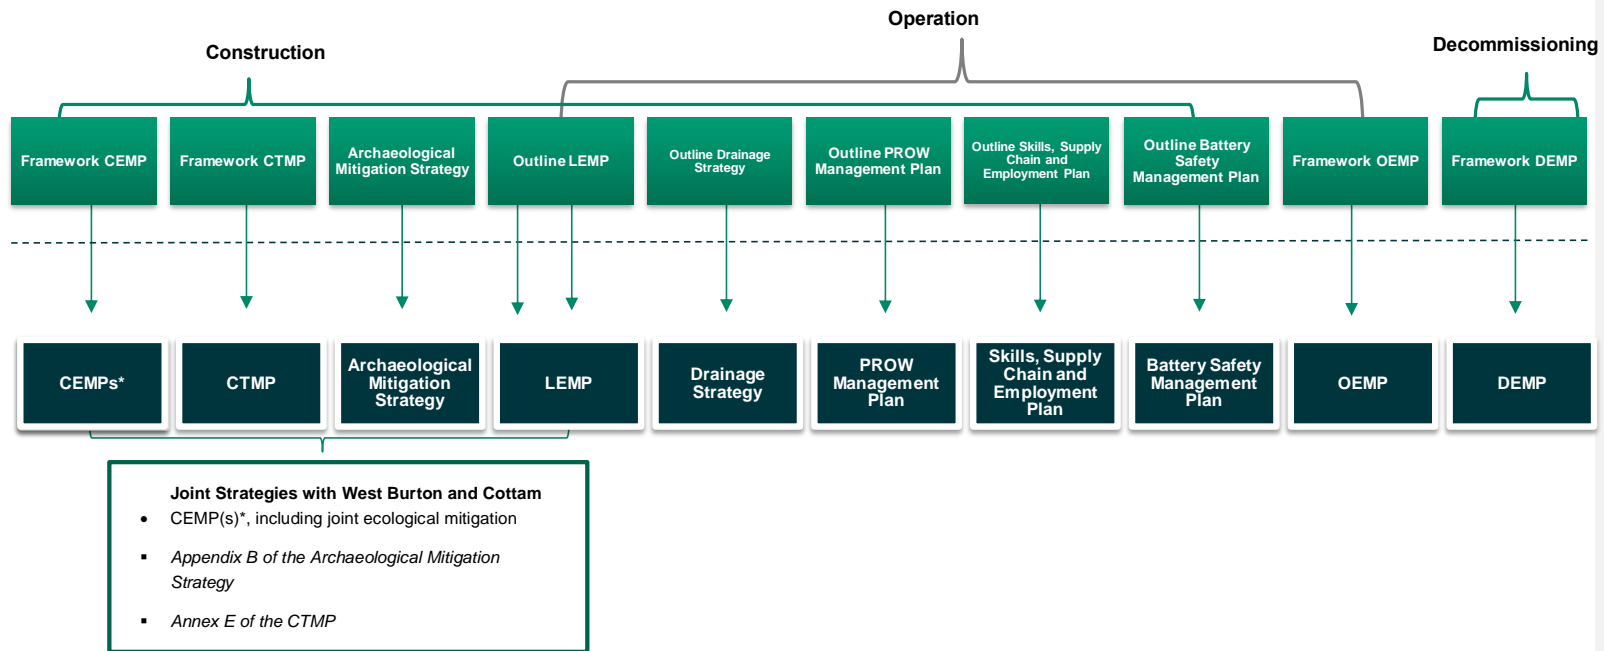 Operation
Construction
Decommissioning
Framework CEMP
Framework CTMP
Archaeological
Mitigation Strategy
Outline LEMP
Outline Drainage
Strategy
Outline PROW
Management Plan
Outline Skills, Supply
Chain and
Employment Plan
Outline Battery
Safety
Management Plan
Framework OEMP
Framework DEMP
CEMPs*
CTMP
Archaeological
Mitigation
Strategy
LEMP
Drainage
Strategy
PROW
Management
Plan
Skills, Supply
Chain and
Employment
Plan
Battery Safety
Management
Plan
OEMP
DEMP
Joint Strategies with West Burton and Cottam
• CEMP(s)*, including joint ecological mitigation
▪ Appendix B of the Archaeological Mitigation
Strategy
▪ Annex E of the CTMP